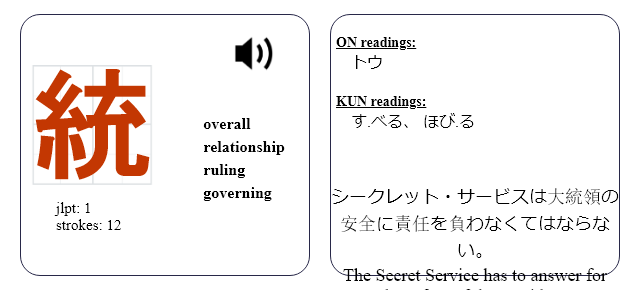 統
overall
relationship
ruling
governing
jlpt: 1
strokes: 12
ON readings:
トウ
KUN readings:
す.べる、 ほび.る
シークレット・サービスは大統領の
安全に責任を負わなくてはならな
い。
The Secret Service has to answer for